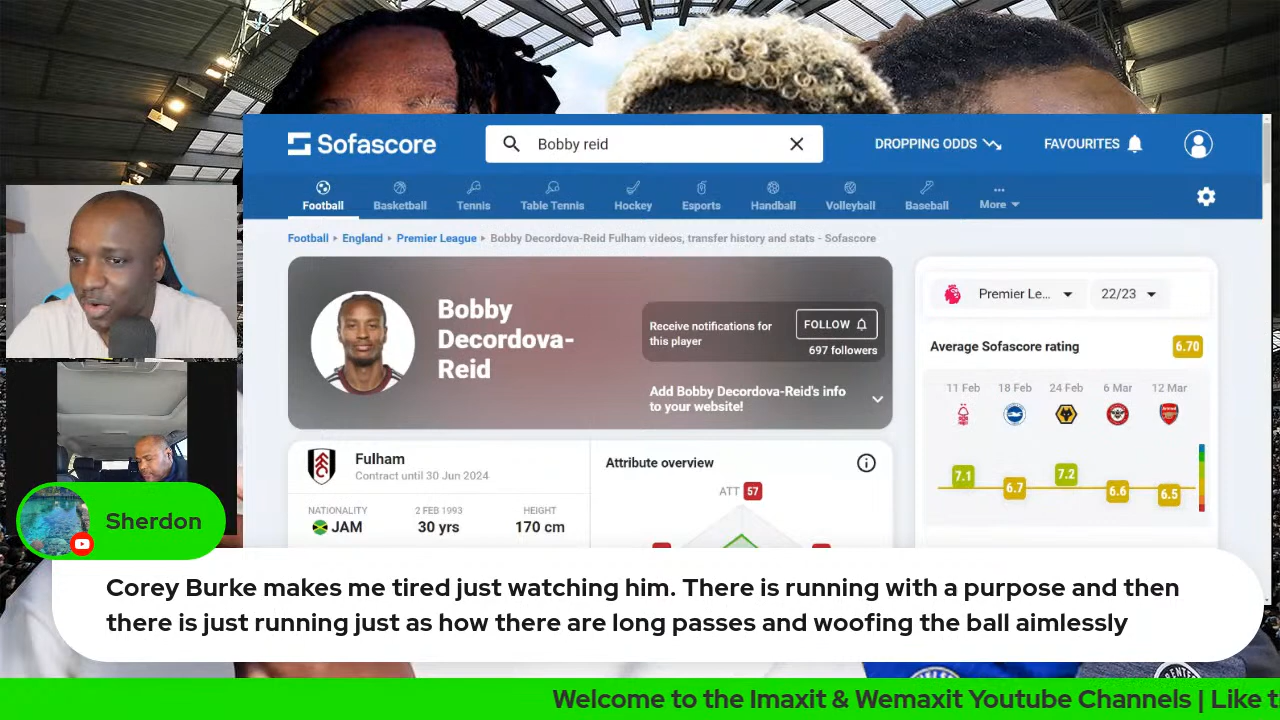 Sofascore
Bobby reid
DROPPING ODDS
FAVOURITES
Football
Basketball
Tennis
Table Tennis
Hockey
Esports
Handball
Volleyball
Baseball
More
Football
England
Premier League
Bobby Decordova-Reid Fulham videos, transfer history and stats - Sofascore
Bobby
Decordova-
Reid
Receive notifications for
this player
FOLLOW
697 followers
Add Bobby Decordova-Reid's info
to your website!
Premier Le...
22/23
Average Sofascore rating
6.70
11 Feb
18 Feb
24 Feb
6 Mar
12 Mar
7.1
6.7
7.2
6.6
6.5
Fulham
Contract until 30 Jun 2024
NATIONALITY
2 FEB 1993
HEIGHT
JAM
30 yrs
170 cm
Attribute overview
ATT 57
Sherdon
Corey Burke makes me tired just watching him. There is running with a purpose and then
there is just running just as how there are long passes and woofing the ball aimlessly
Welcome to the Imaxit & Wemaxit Youtube Channels | Like t